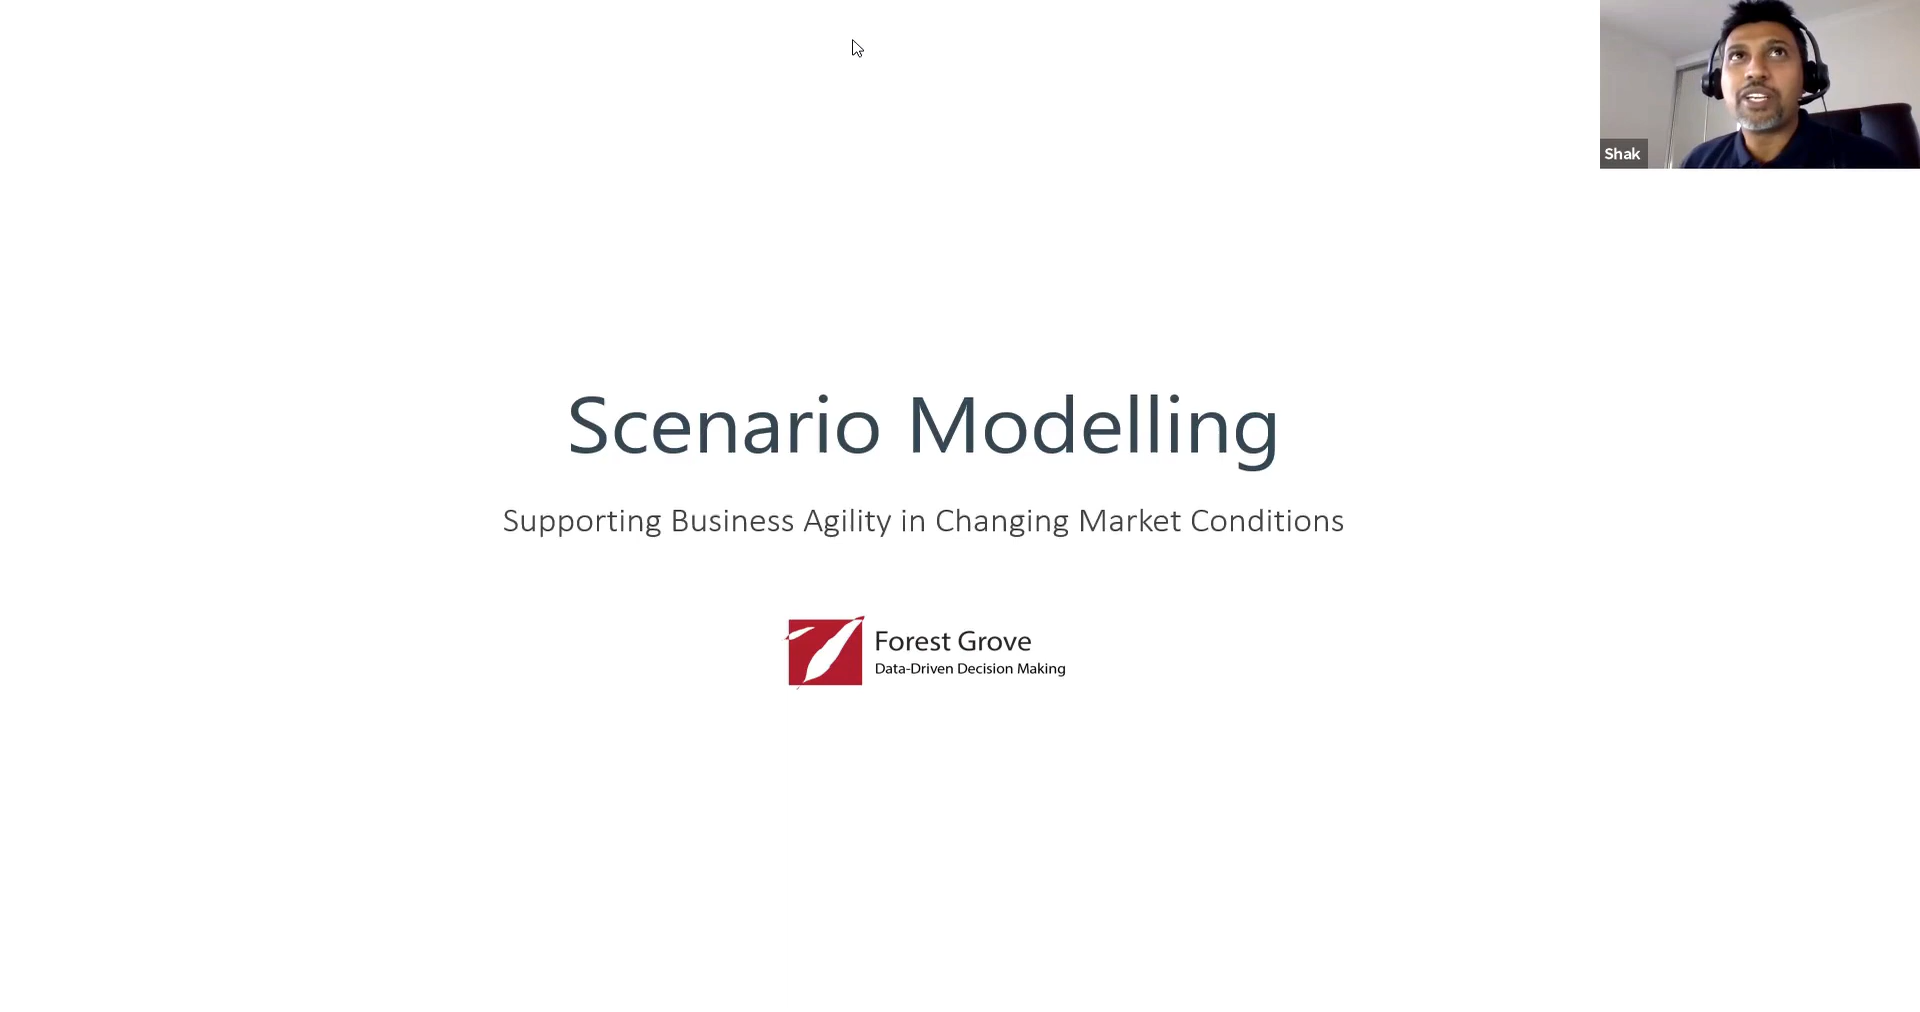 Shak
Scenario Modelling
Supporting Business Agility in Changing Market Conditions
Forest Grove
Data-Driven Decision Making